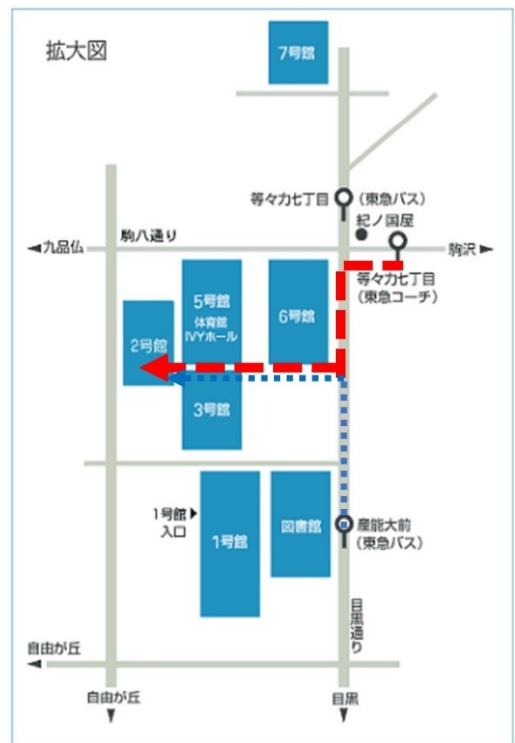 拡大図
7号館
等々力七丁目
(東急バス)
紀ノ国屋
駒八通り
◀九品仏
駒沢▶
等々力七丁目
(東急コーチ)
5号館
体育館
IVYホール
6号館
2号館
3号館
1号館▶
入口
1号館
図書館
産能大前
(東急バス)
目黒通り
自由が丘
自由が丘
目黒